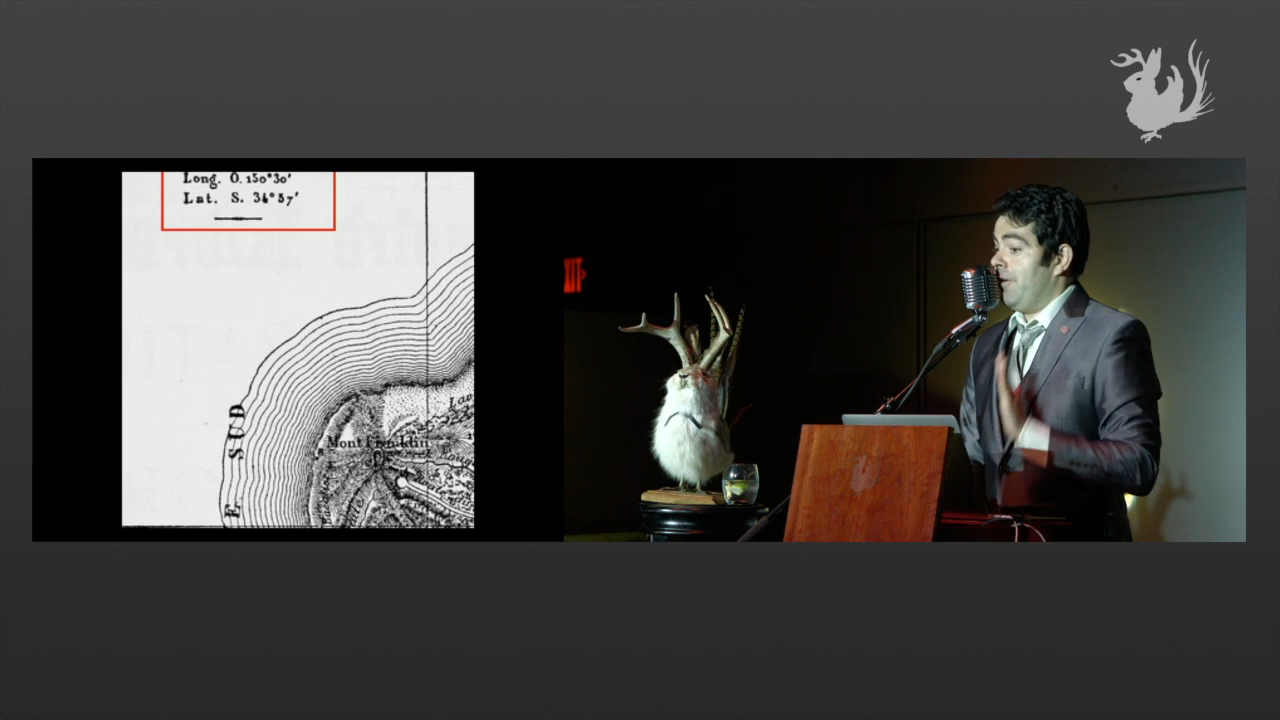 Long. O. 150°30'
Lat. S. 34°57'
E SUD
Mont Franklin
EXIT